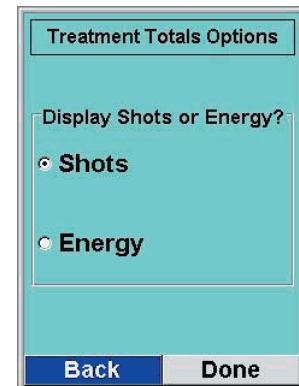 Treatment Totals Options
Display Shots or Energy?
Shots
Energy
Back Done